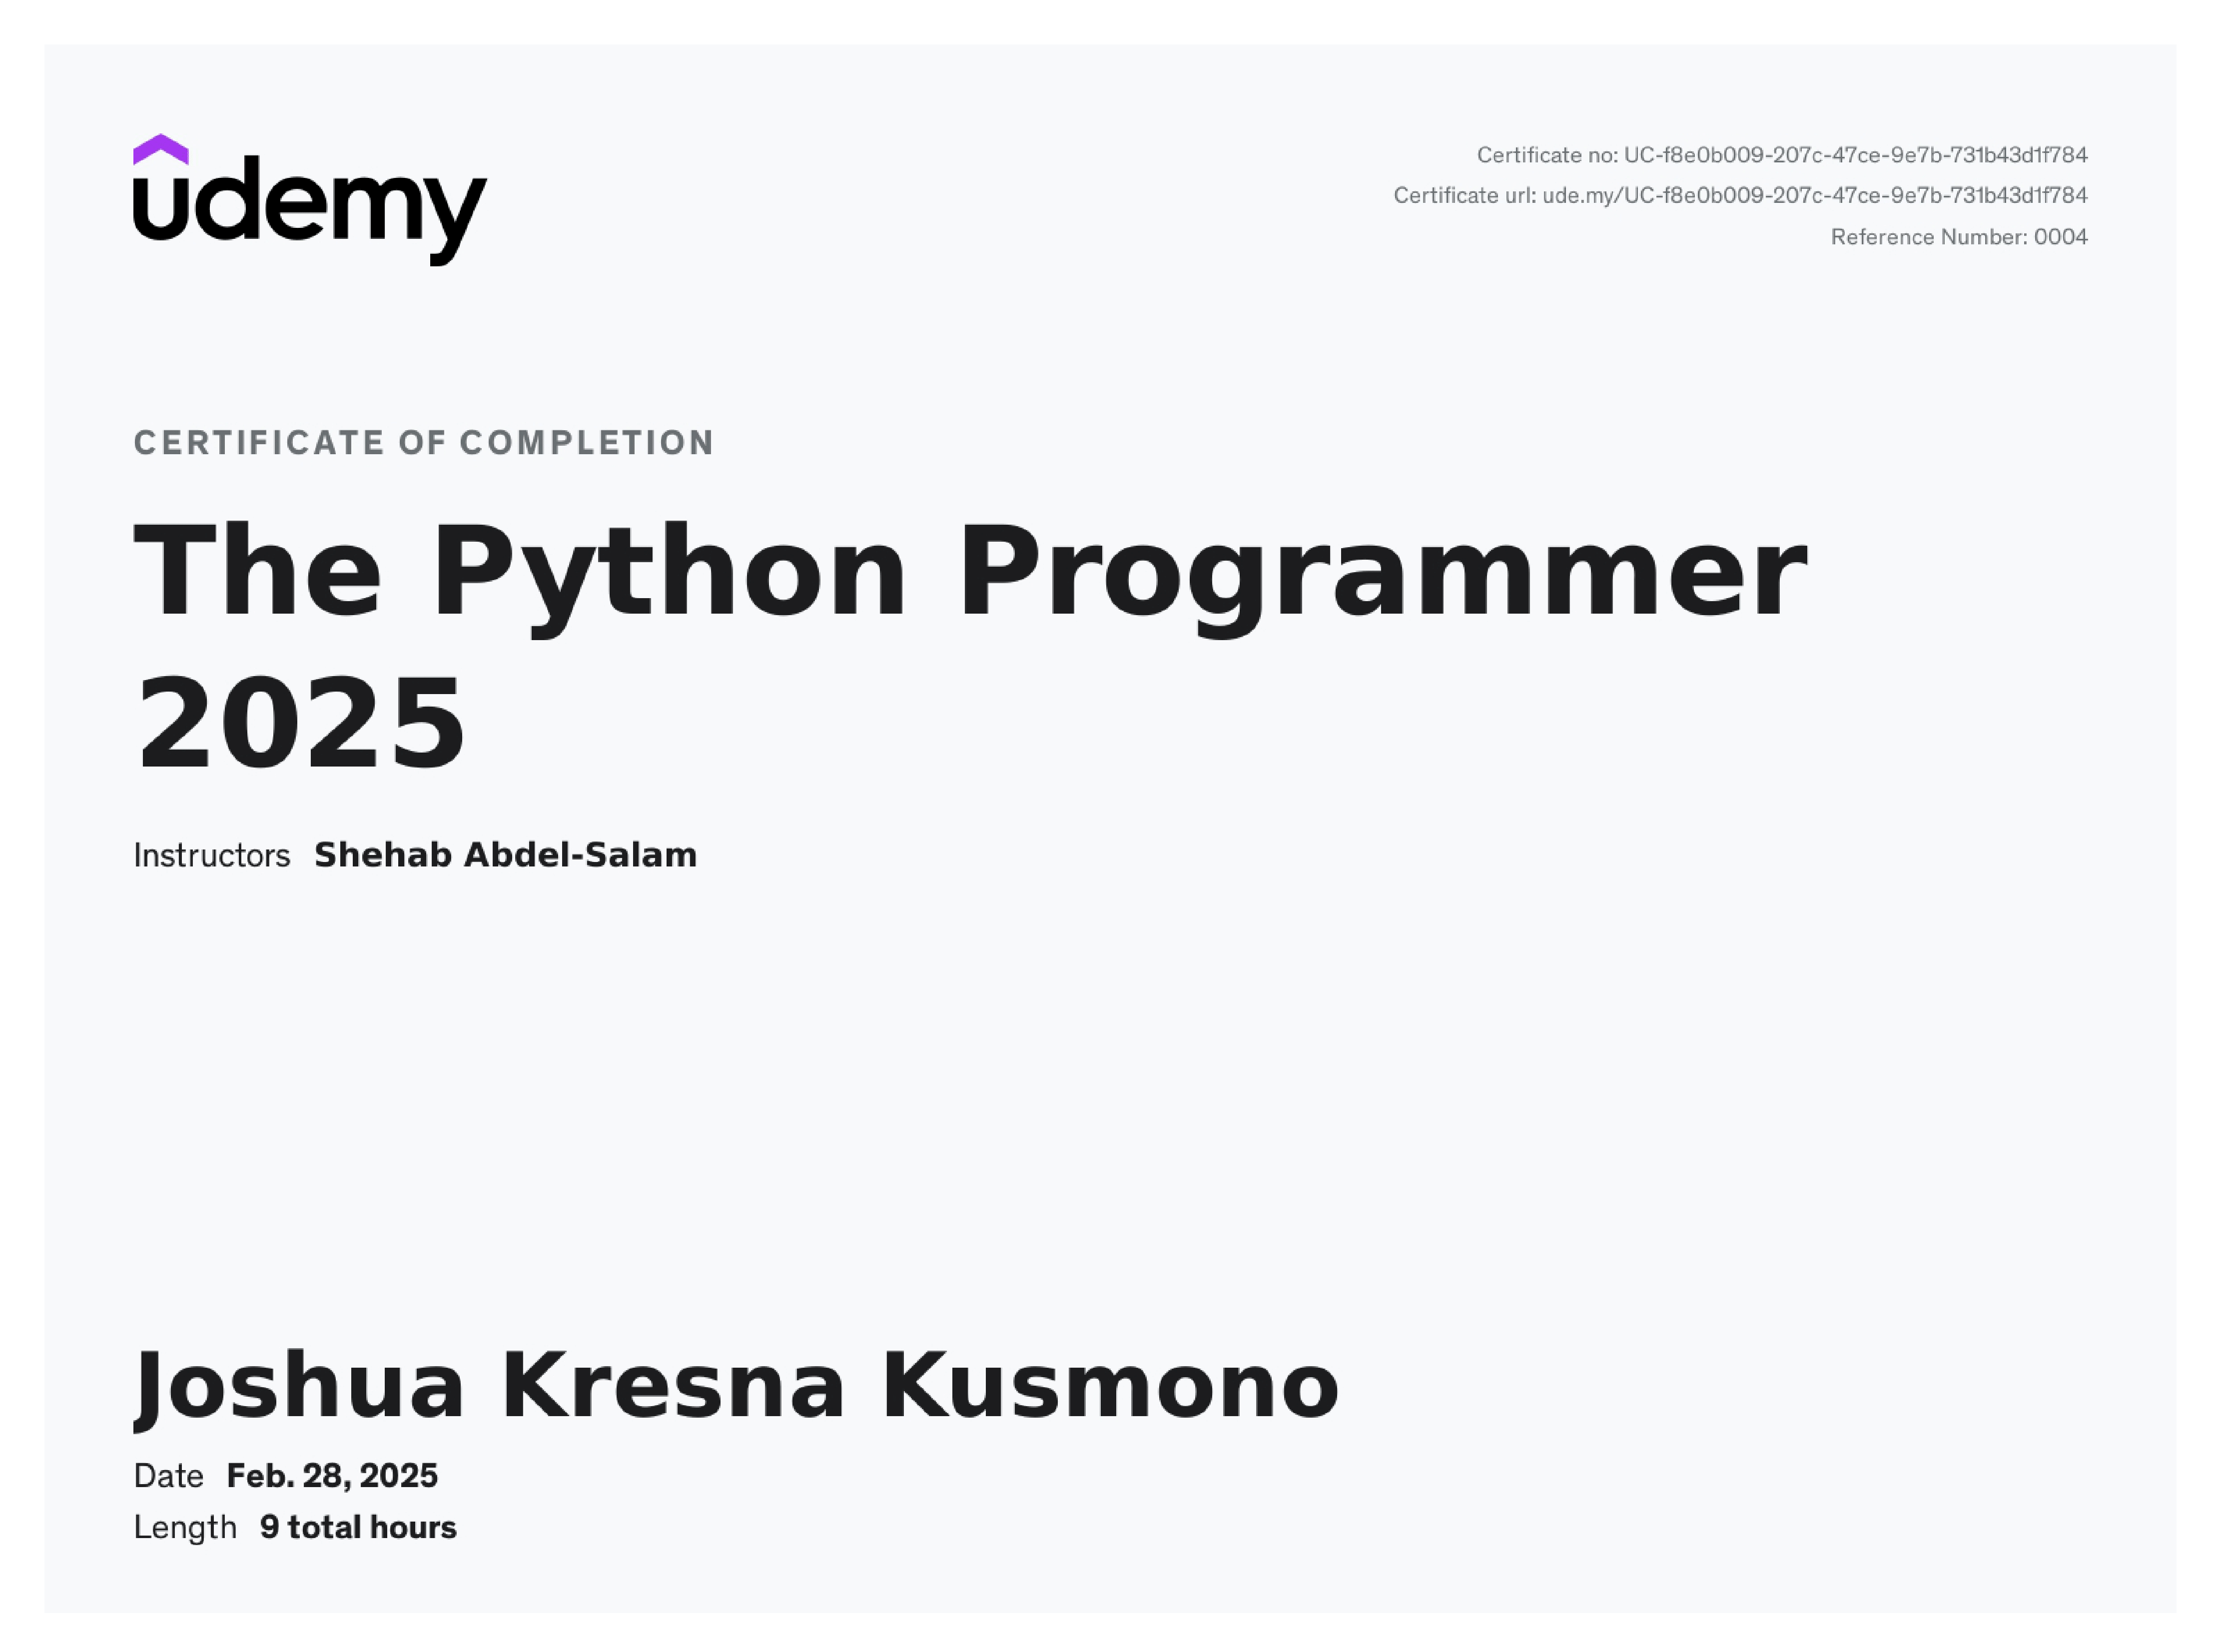 udemy
Certificate no: UC-f8e0b009-207c-47ce-9e7b-731b43d1f784
Certificate url: ude.my/UC-f8e0b009-207c-47ce-9e7b-731b43d1f784
Reference Number: 0004
CERTIFICATE OF COMPLETION
The Python Programmer
2025
Instructors Shehab Abdel-Salam
Joshua Kresna Kusmono
Date Feb. 28, 2025
Length 9 total hours